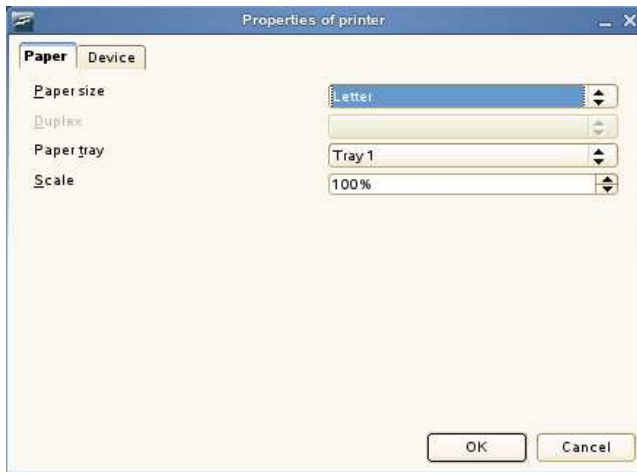 Properties of printer
Paper Device
Paper size Letter
Duplex
Paper tray Tray 1
Scale 100%
OK Cancel